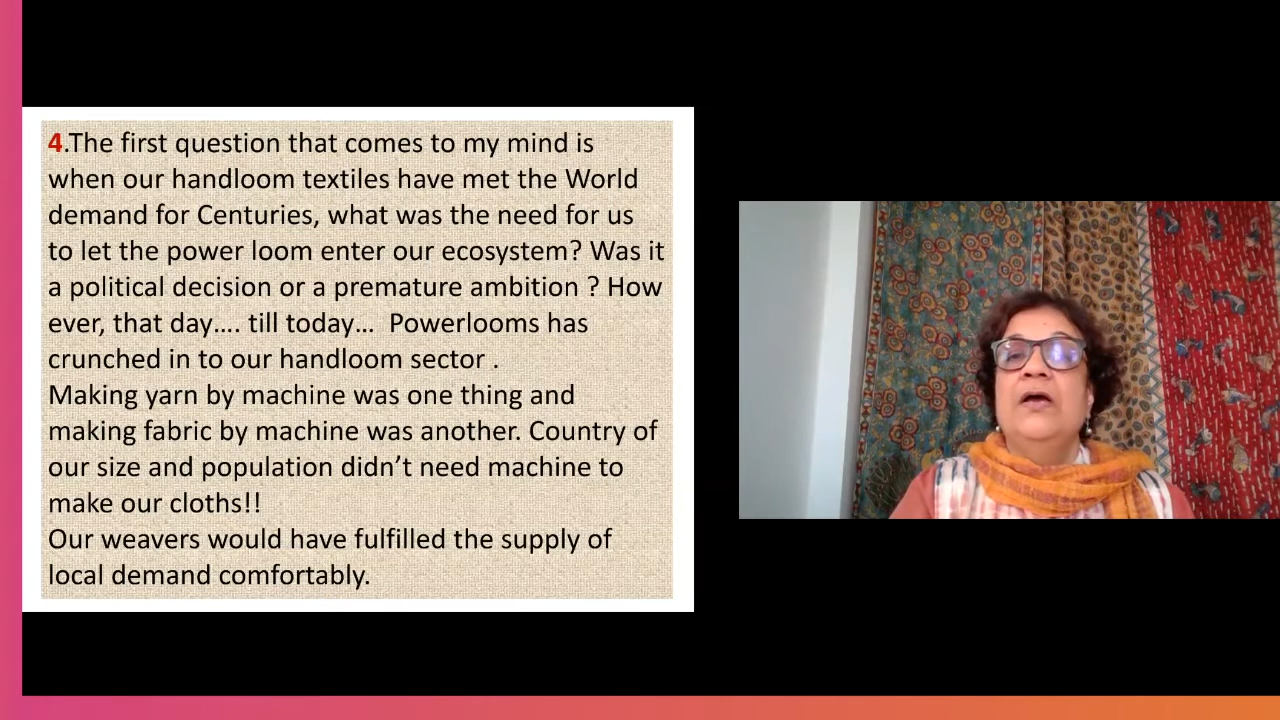 4.The first question that comes to my mind is
when our handloom textiles have met the World
demand for Centuries, what was the need for us
to let the power loom enter our ecosystem? Was it
a political decision or a premature ambition ? How
ever, that day.... till today...  Powerlooms has
crunched in to our handloom sector .
Making yarn by machine was one thing and
making fabric by machine was another. Country of
our size and population didn’t need machine to
make our cloths!!
Our weavers would have fulfilled the supply of
local demand comfortably.